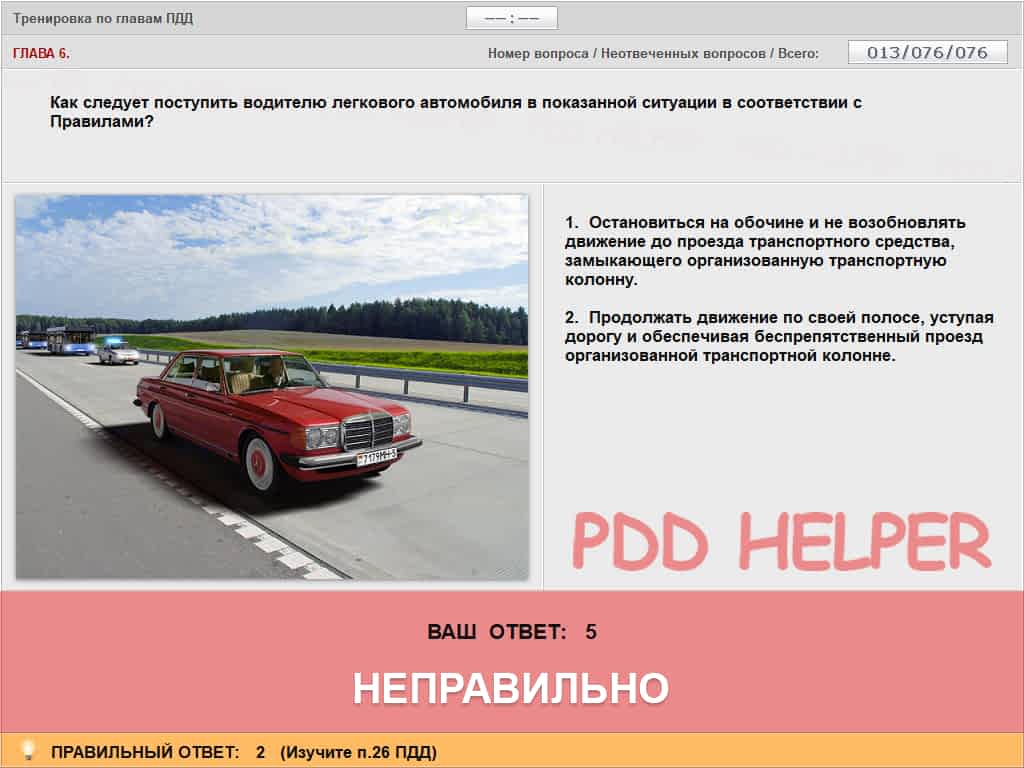 Тренировка по главам ПДД
—— : ——
ГЛАВА 6.
Номер вопроса / Неотвеченных вопросов / Всего:
013/076/076
Как следует поступить водителю легкового автомобиля в показанной ситуации в соответствии с
Правилами?
1. Остановиться на обочине и не возобновлять
движение до проезда транспортного средства,
замыкающего организованную транспортную
колонну.
2. Продолжать движение по своей полосе, уступая
дорогу и обеспечивая беспрепятственный проезд
организованной транспортной колонне.
PDD HELPER
ВАШ ОТВЕТ: 5
НЕПРАВИЛЬНО
ПРАВИЛЬНЫЙ ОТВЕТ: 2 (Изучите п.26 ПДД)